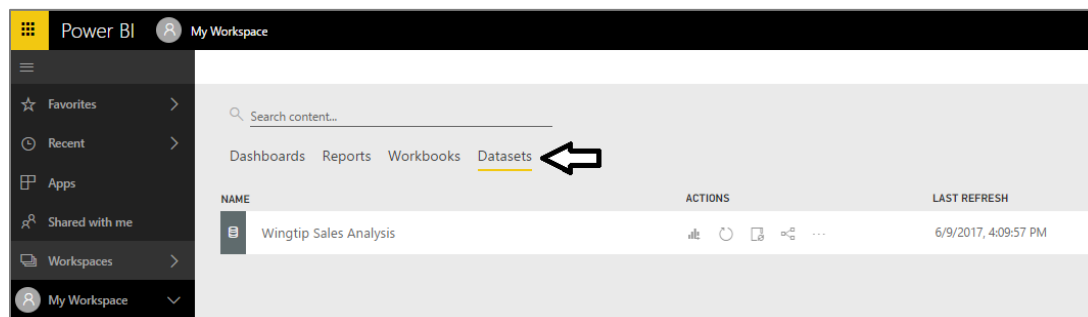 Power BI My Workspace
Favorites
Recent
Apps
Shared with me
Workspaces
My Workspace
Search content...
Dashboards Reports Workbooks Datasets
NAME ACTIONS LAST REFRESH
Wingtip Sales Analysis ... 6/9/2017, 4:09:57 PM